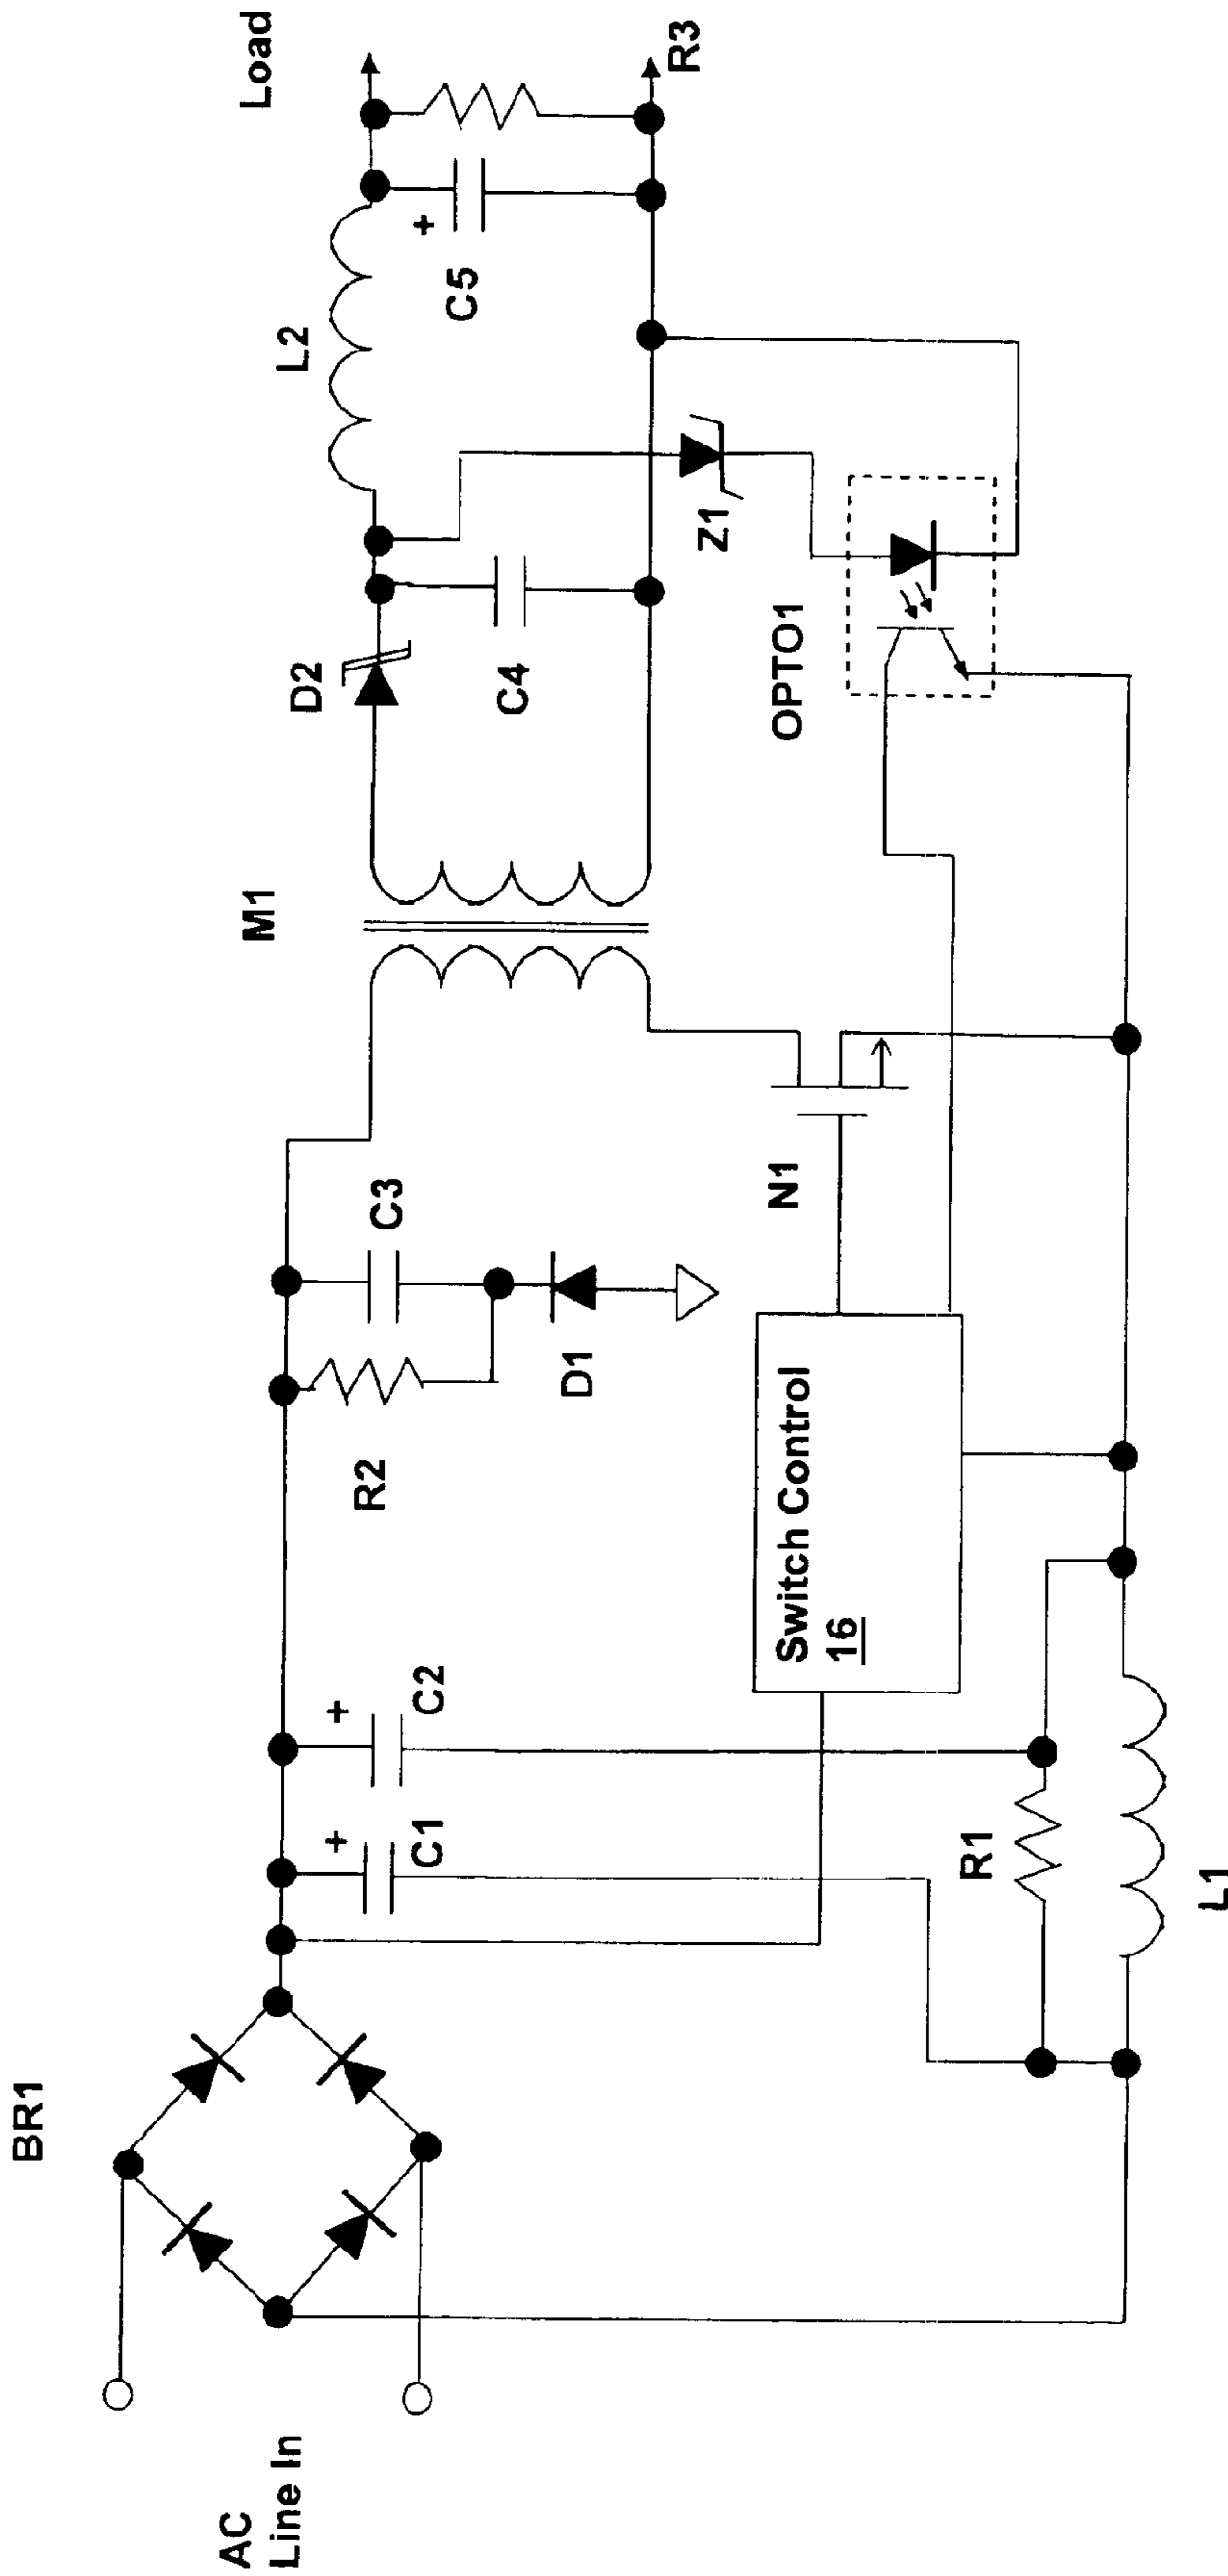 AC
Line In
BR1
+
C1
+
C2
R1
L1
Switch Control
16
R2
C3
D1
N1
M1
D2
C4
OPTO1
Z1
L2
+
C5
Load
R3